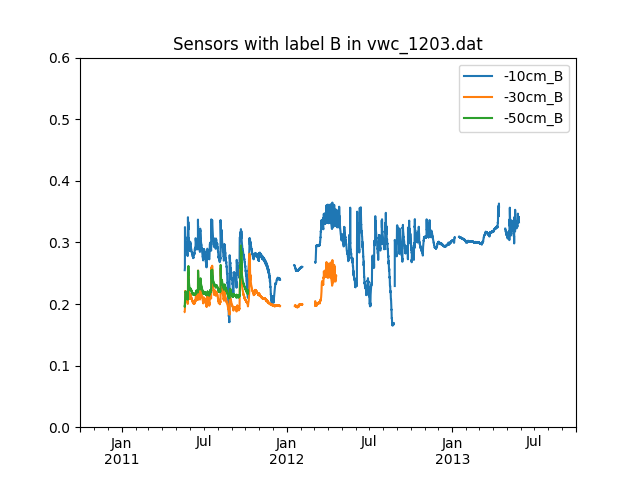 Sensors with label B in vwc_1203.dat
-10cm_B
-30cm_B
-50cm_B
0.6
0.5
0.4
0.3
0.2
0.1
0.0
Jan Jul Jan Jul Jan Jul
2011 2012 2013